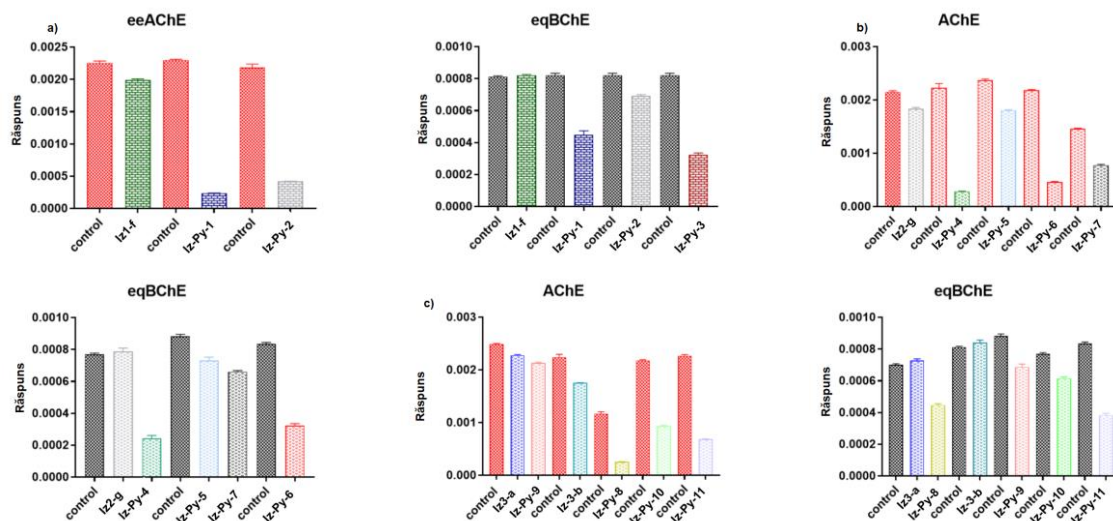 a)
eeAChE
Răspuns
0.0025
0.0020
0.0015
0.0010
0.0005
0.0000
control
Iz1-f
control
Iz-Py-1
control
Iz-Py-2
eqBChE
Răspuns
0.0010
0.0008
0.0006
0.0004
0.0002
0.0000
control
Iz1-f
control
Iz-Py-1
control
Iz-Py-2
control
Iz-Py-3
b)
AChE
Răspuns
0.003
0.002
0.001
0.000
control
Iz2-g
control
Iz-Py-4
control
Iz-Py-5
control
Iz-Py-6
control
Iz-Py-7
eqBChE
Răspuns
0.0010
0.0008
0.0006
0.0004
0.0002
0.0000
control
Iz2-g
Iz-Py-4
control
Iz-Py-5
Iz-Py-7
control
Iz-Py-6
c)
AChE
Răspuns
0.003
0.002
0.001
0.000
control
Iz3-a
Iz-Py-9
control
Iz-3-b
control
Iz-Py-8
control
Iz-Py-10
control
Iz-Py-11
eqBChE
Răspuns
0.0010
0.0008
0.0006
0.0004
0.0002
0.0000
control
Iz3-a
Iz-Py-8
control
Iz-3-b
control
Iz-Py-9
control
Iz-Py-10
control
Iz-Py-11